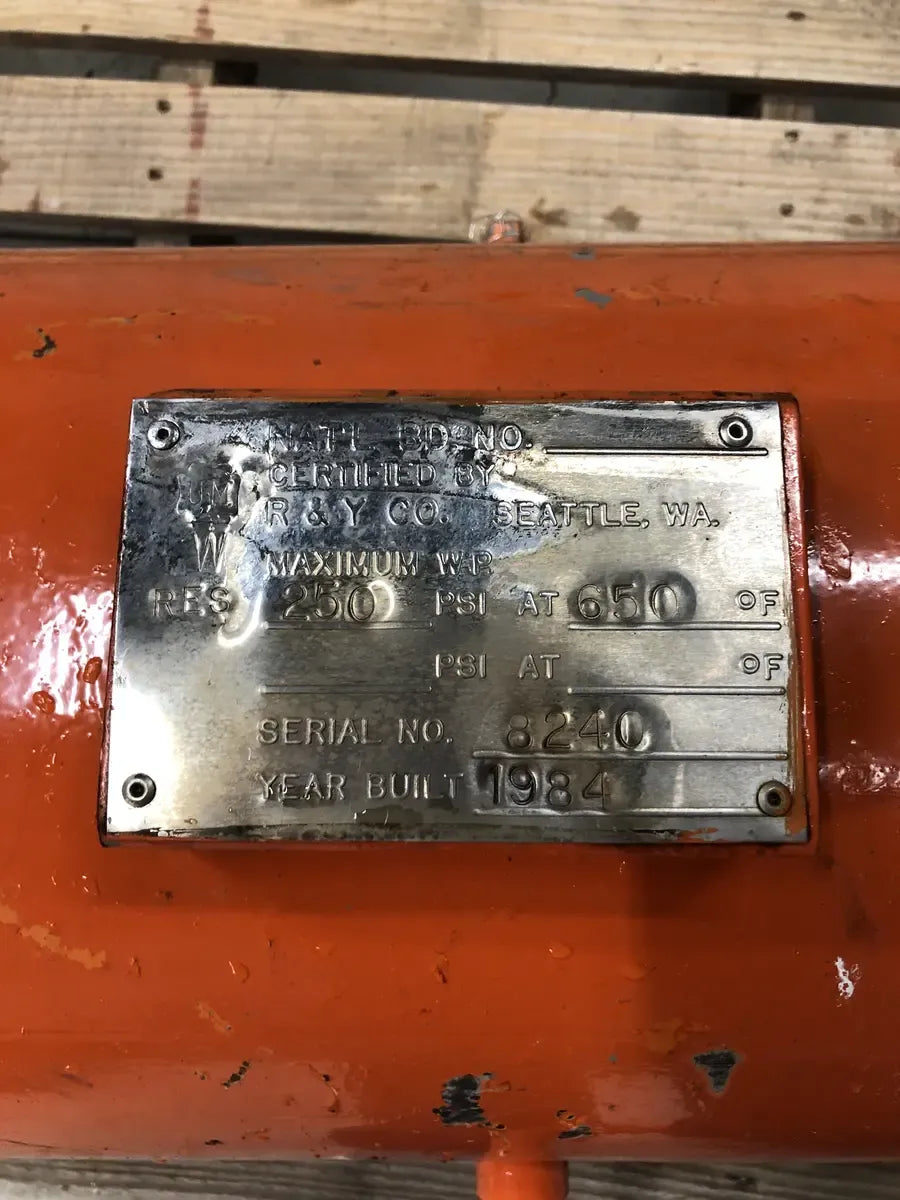 NAT'L BD. NO.
CERTIFIED BY
UM
R & Y CO. SEATTLE, WA.
W
MAXIMUM W.P.
RES 250 PSI AT 650 °F
PSI AT °F
SERIAL NO. 8240
YEAR BUILT 1984